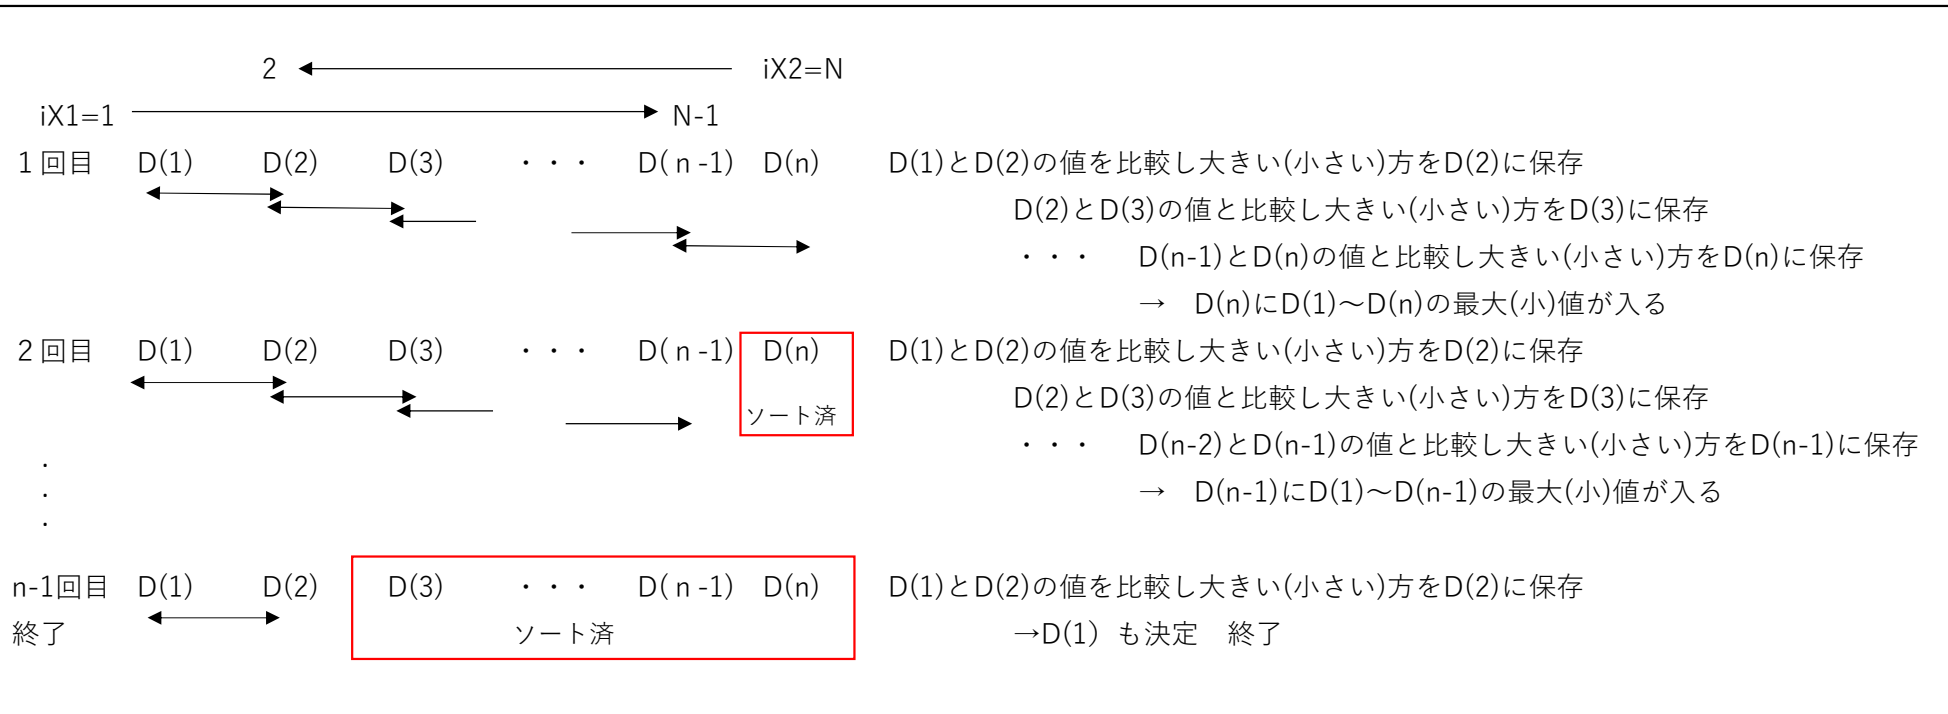 2 iX2=N
iX1=1 N-1
1回目 D(1) D(2) D(3) ・・・ D(n-1) D(n) D(1)とD(2)の値を比較し大きい(小さい)方をD(2)に保存
D(2)とD(3)の値と比較し大きい(小さい)方をD(3)に保存
・・・ D(n-1)とD(n)の値と比較し大きい(小さい)方をD(n)に保存
→ D(n)にD(1)～D(n)の最大(小)値が入る
2回目 D(1) D(2) D(3) ・・・ D(n-1) D(n) D(1)とD(2)の値を比較し大きい(小さい)方をD(2)に保存
D(2)とD(3)の値と比較し大きい(小さい)方をD(3)に保存
ソート済
・・・ D(n-2)とD(n-1)の値と比較し大きい(小さい)方をD(n-1)に保存
→ D(n-1)にD(1)～D(n-1)の最大(小)値が入る
・
・
・
n-1回目 D(1) D(2) D(3) ・・・ D(n-1) D(n) D(1)とD(2)の値を比較し大きい(小さい)方をD(2)に保存
終了 ソート済 →D(1）も決定 終了